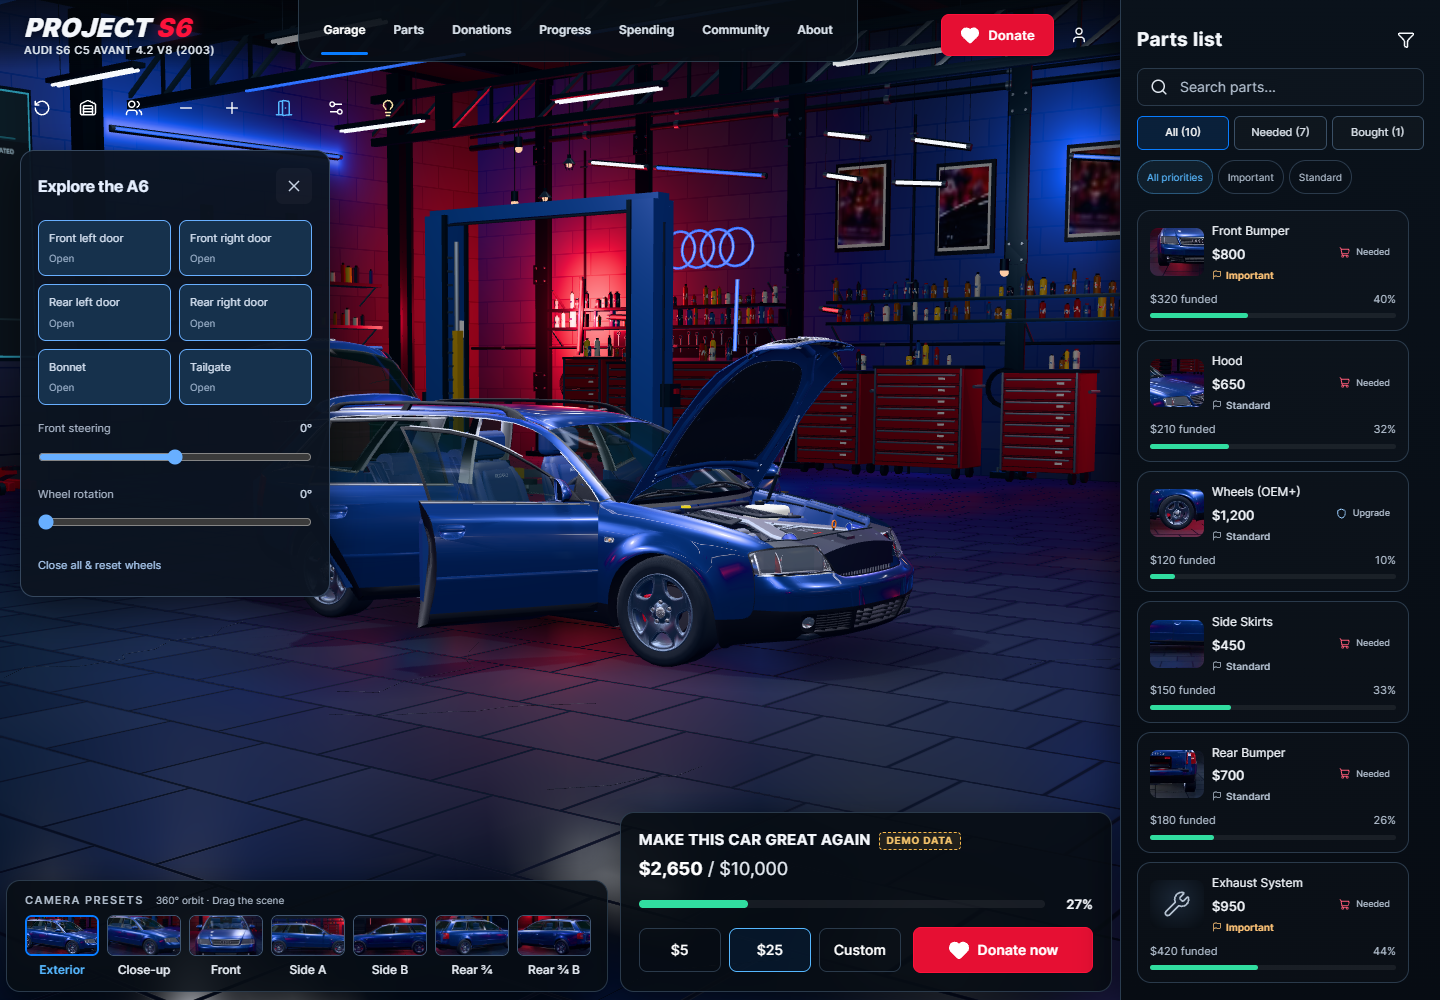 PROJECT S6
AUDI S6 C5 AVANT 4.2 V8 (2003)
Garage
Parts
Donations
Progress
Spending
Community
About
Donate
Explore the A6
Front left door
Open
Front right door
Open
Rear left door
Open
Rear right door
Open
Bonnet
Open
Tailgate
Open
Front steering
0°
Wheel rotation
0°
Close all & reset wheels
CAMERA PRESETS
360° orbit · Drag the scene
Exterior
Close-up
Front
Side A
Side B
Rear ¾
Rear ¾ B
MAKE THIS CAR GREAT AGAIN
DEMO DATA
$2,650 / $10,000
27%
$5
$25
Custom
Donate now
Parts list
Search parts...
All (10)
Needed (7)
Bought (1)
All priorities
Important
Standard
Front Bumper
$800
Needed
Important
$320 funded
40%
Hood
$650
Needed
Standard
$210 funded
32%
Wheels (OEM+)
$1,200
Upgrade
Standard
$120 funded
10%
Side Skirts
$450
Needed
Standard
$150 funded
33%
Rear Bumper
$700
Needed
Standard
$180 funded
26%
Exhaust System
$950
Needed
Important
$420 funded
44%